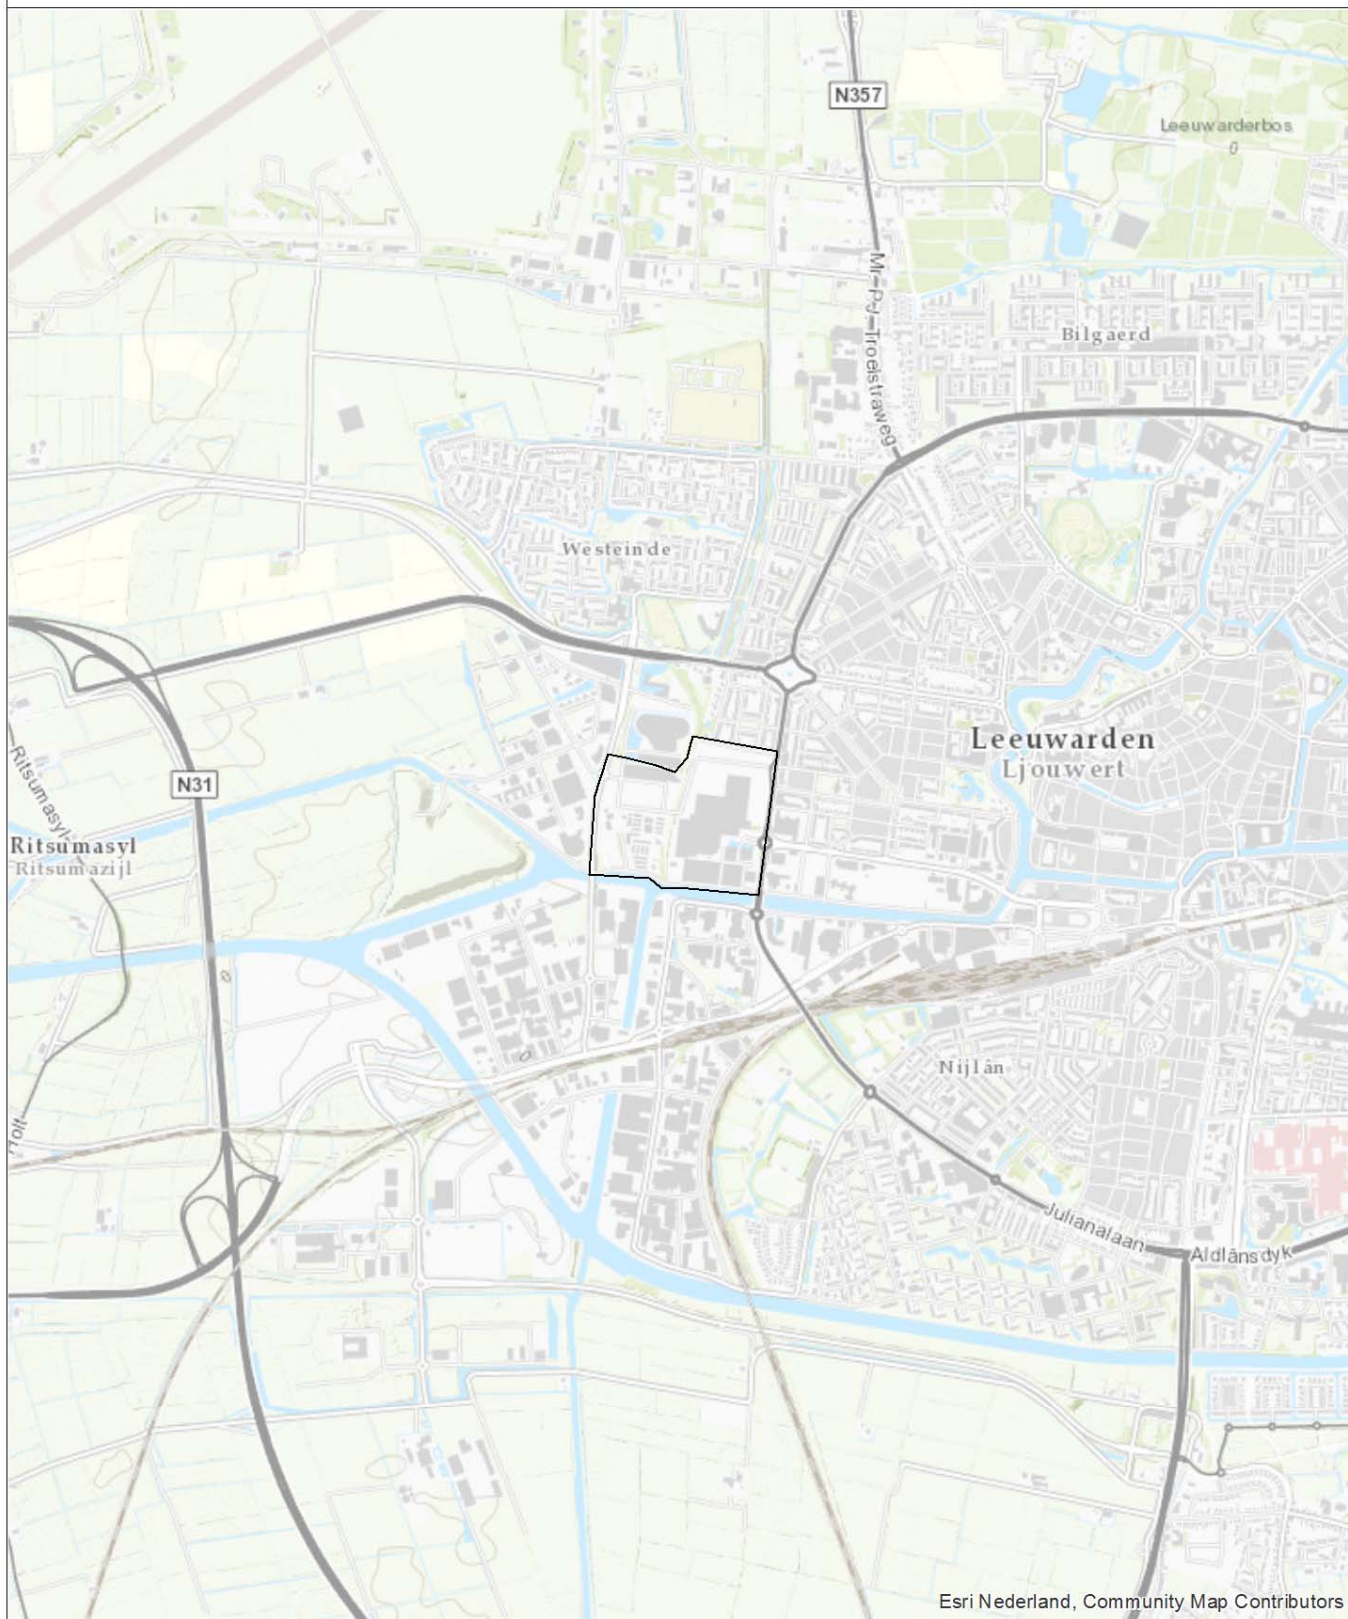 N357
Leeuwarderbos
Mr-P-J-Troelstraweg
Bilgaerd
Westeinde
Leeuwarden
Ljouwert
N31
Ritsumasyl
Ritsumasyl
Ritsumazijl
Nijlân
Julianalaan
Aldlânsdyk
Esri Nederland, Community Map Contributors